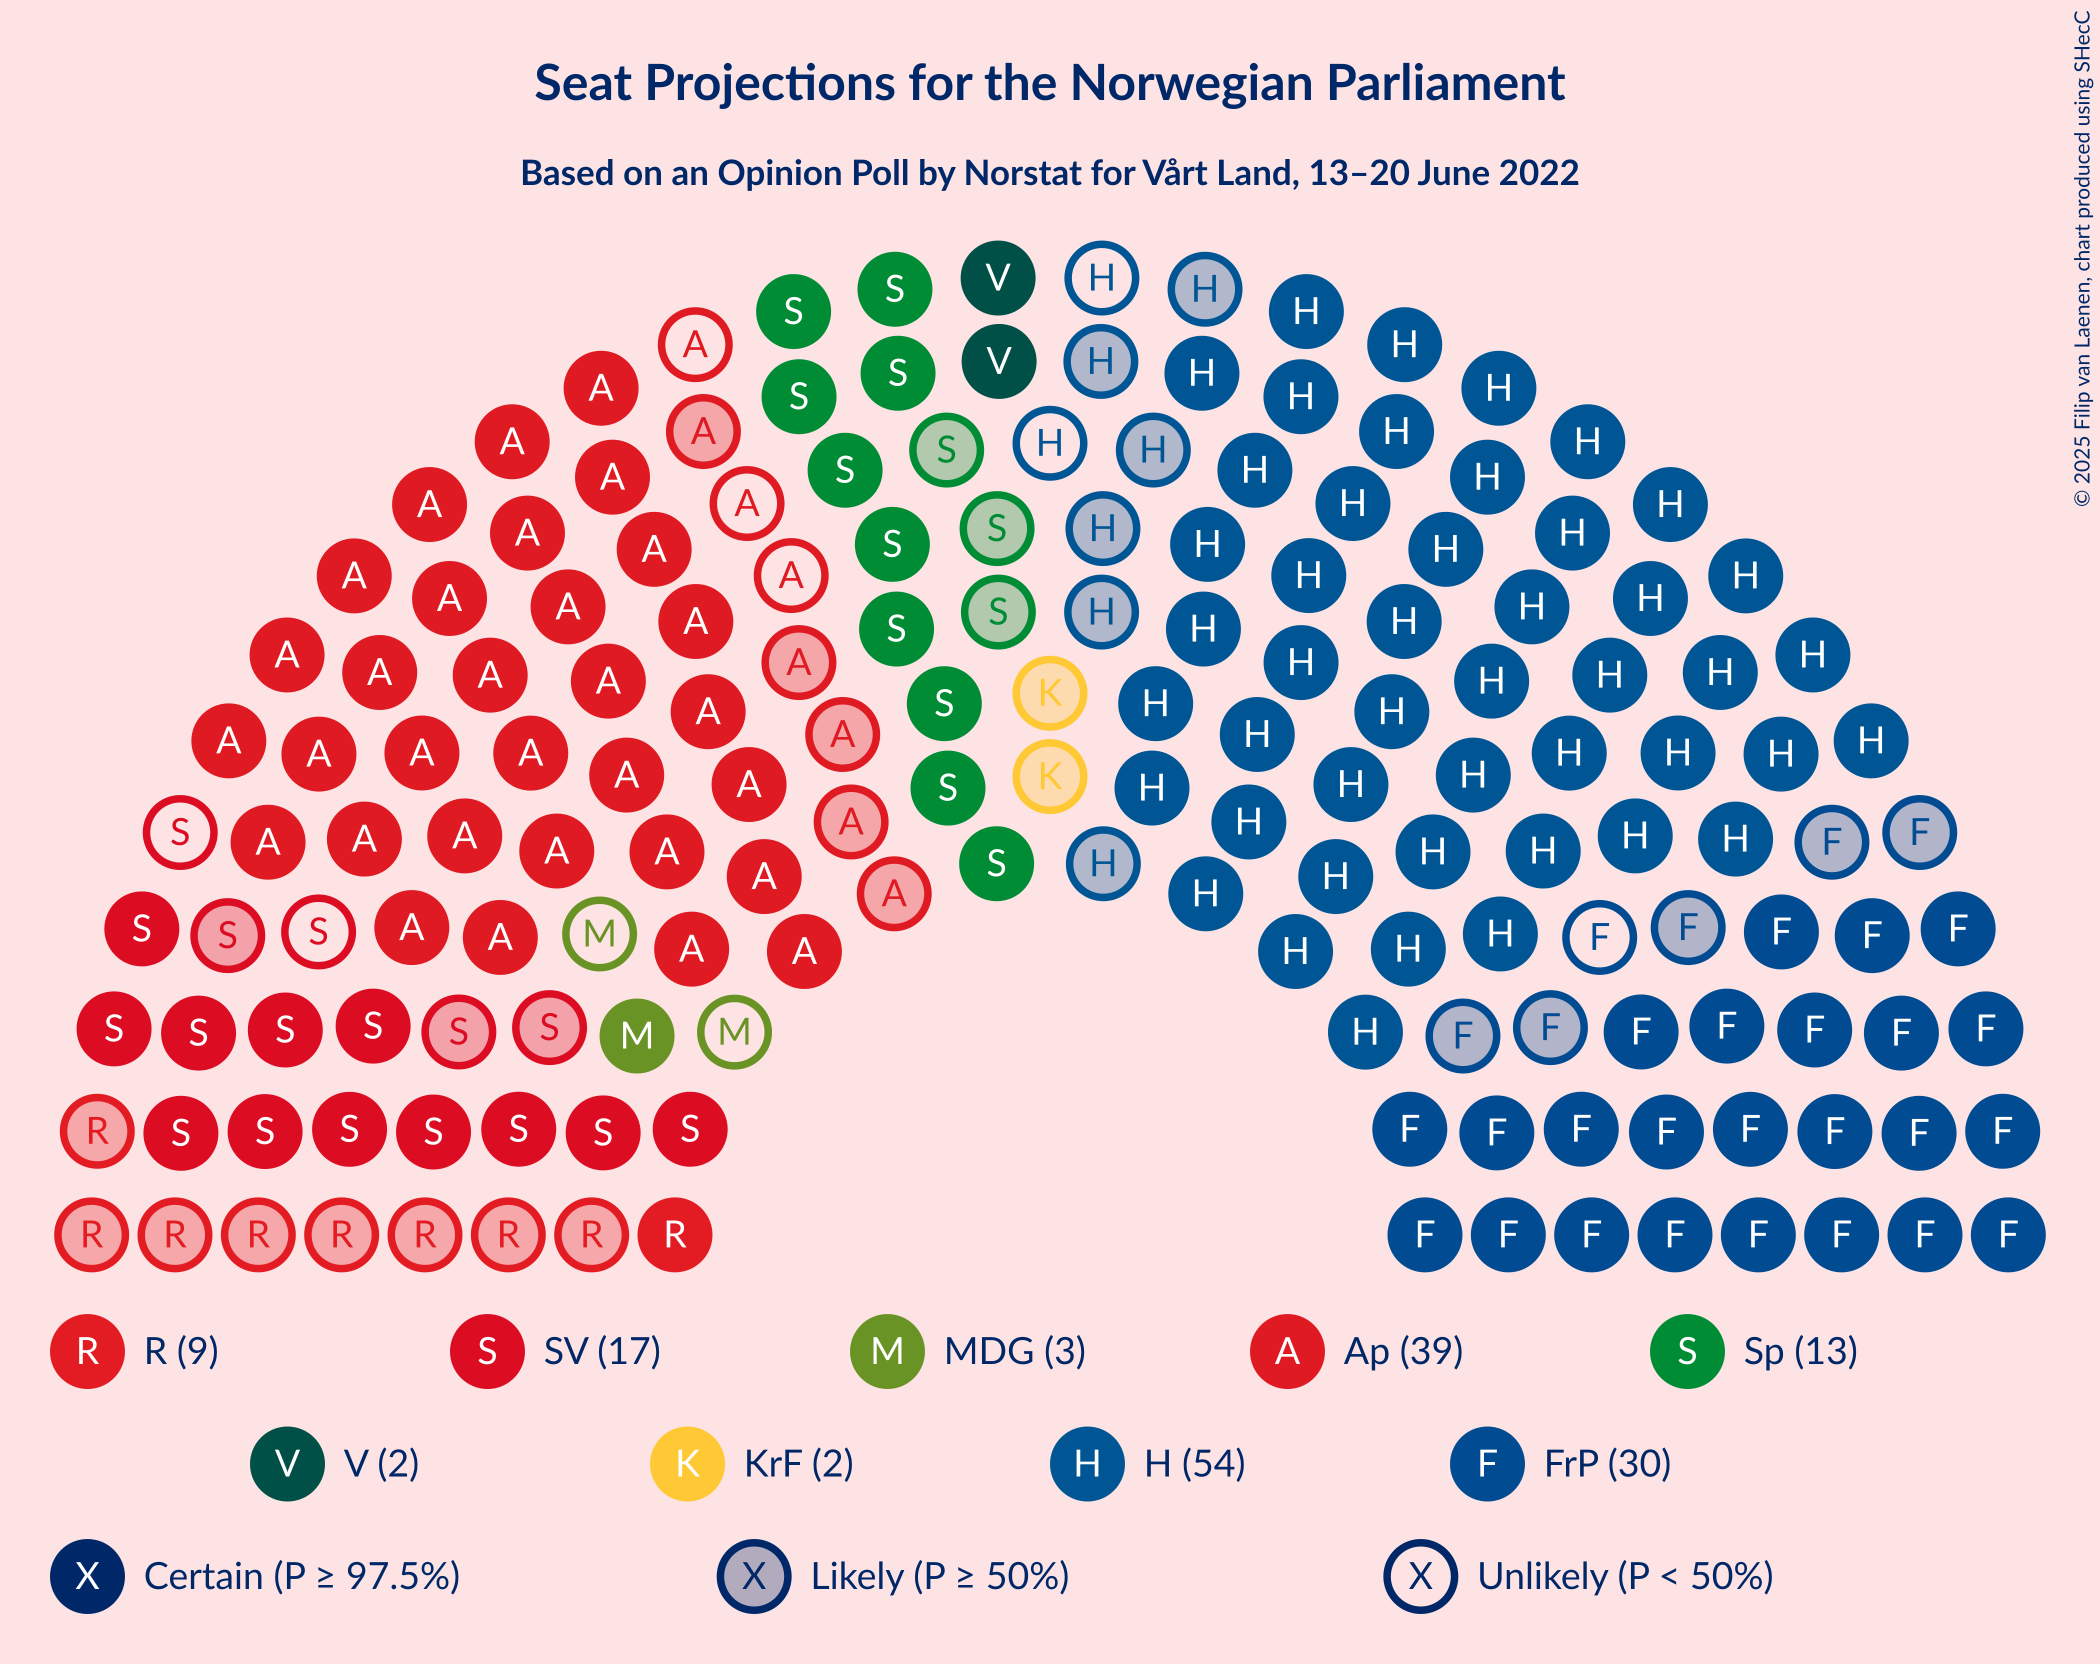 Seat Projections for the Norwegian Parliament
Based on an Opinion Poll by Norstat for Vårt Land, 13–20 June 2022
© 2025 Filip van Laenen, chart produced using SHecC
S S V H H H H
A S S V H H H H
A A S S H H H H H
A A A S S H H H H H
A A A A S S H H H H H
A A A A A S K H H H H H
A A A A A A S K H H H H H H
A A A A A A A S H H H H H H H
S A A A A A A A A H H H H H H F F
S S S A A M A A H H H F F F F F
S S S S S S M M H F F F F F F F
R S S S S S S S F F F F F F F F
R R R R R R R R F F F F F F F F
R R (9) S SV (17) M MDG (3) A Ap (39) S Sp (13)
V V (2) K KrF (2) H H (54) F FrP (30)
X Certain (P ≥ 97.5%) X Likely (P ≥ 50%) X Unlikely (P < 50%)